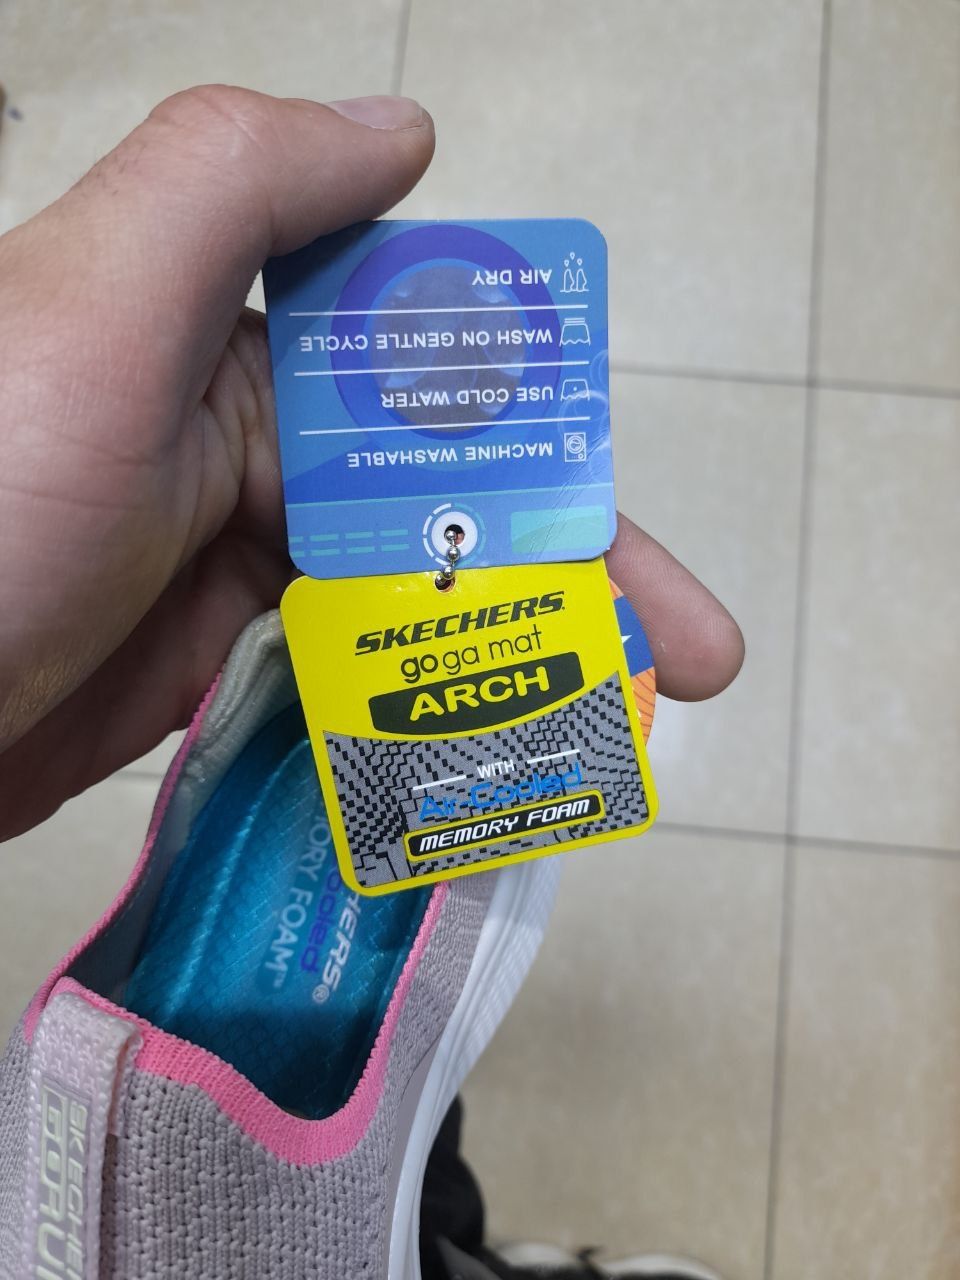 MACHINE WASHABLE
USE COLD WATER
WASH ON GENTLE CYCLE
AIR DRY
SKECHERS
goga mat
ARCH
WITH
Air-Cooled
MEMORY FOAM
SKECHERS